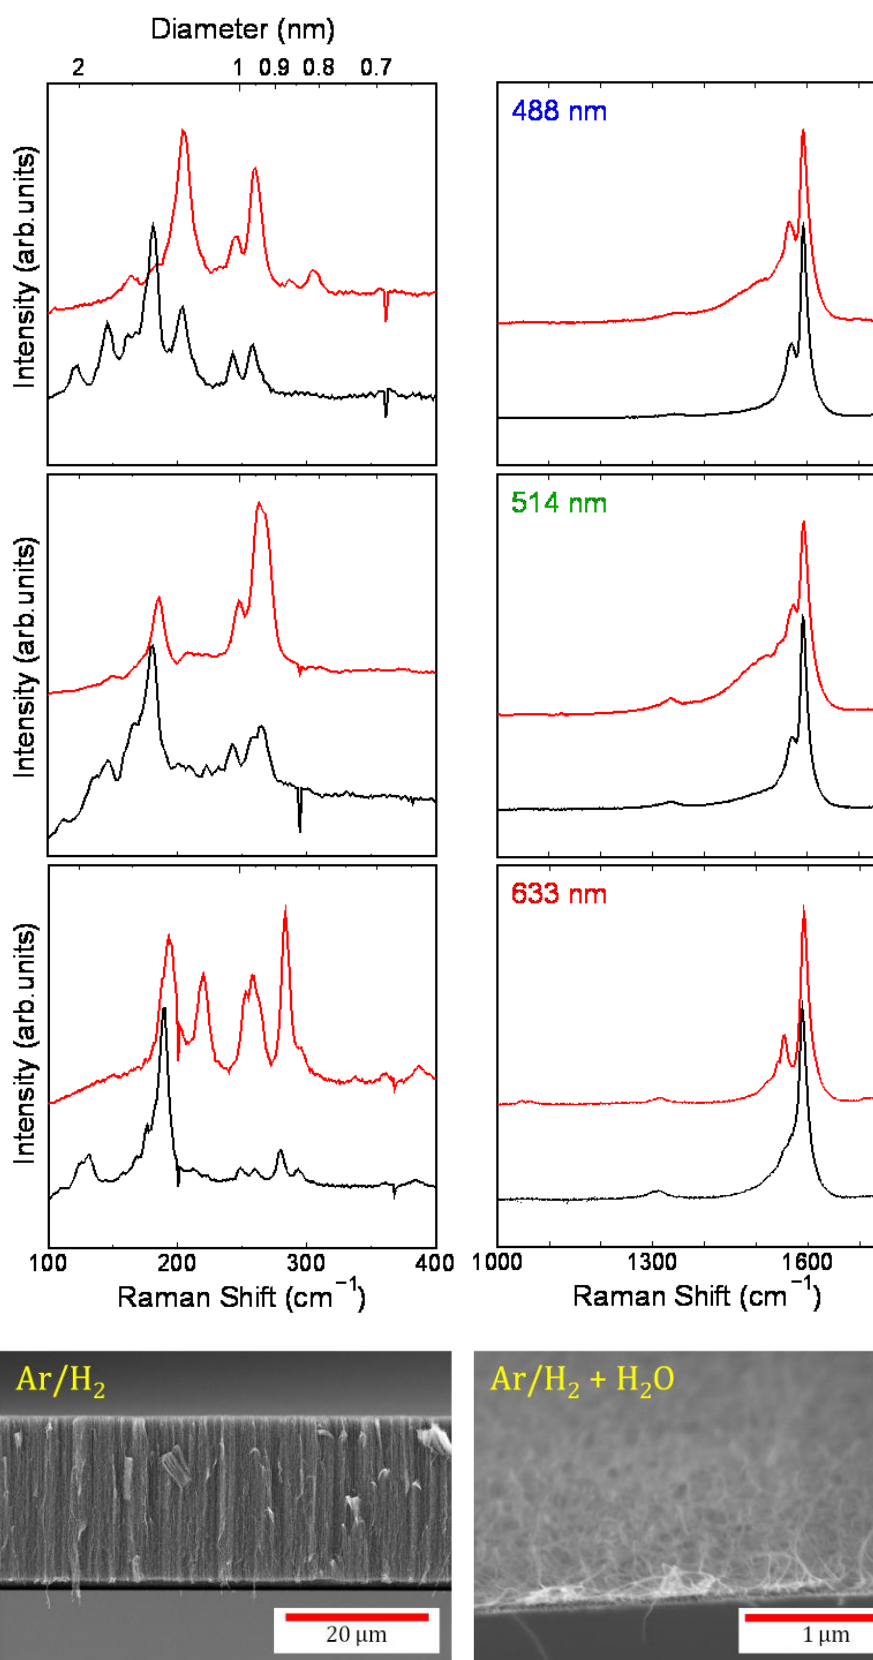 Diameter (nm)
2 1 0.9 0.8 0.7
Intensity (arb.units)
488 nm
Intensity (arb.units)
514 nm
Intensity (arb.units)
633 nm
100 200 300 400
1000 1300 1600
Raman Shift (cm⁻¹)
Raman Shift (cm⁻¹)
Ar/H₂
Ar/H₂ + H₂O
20 μm
1 μm